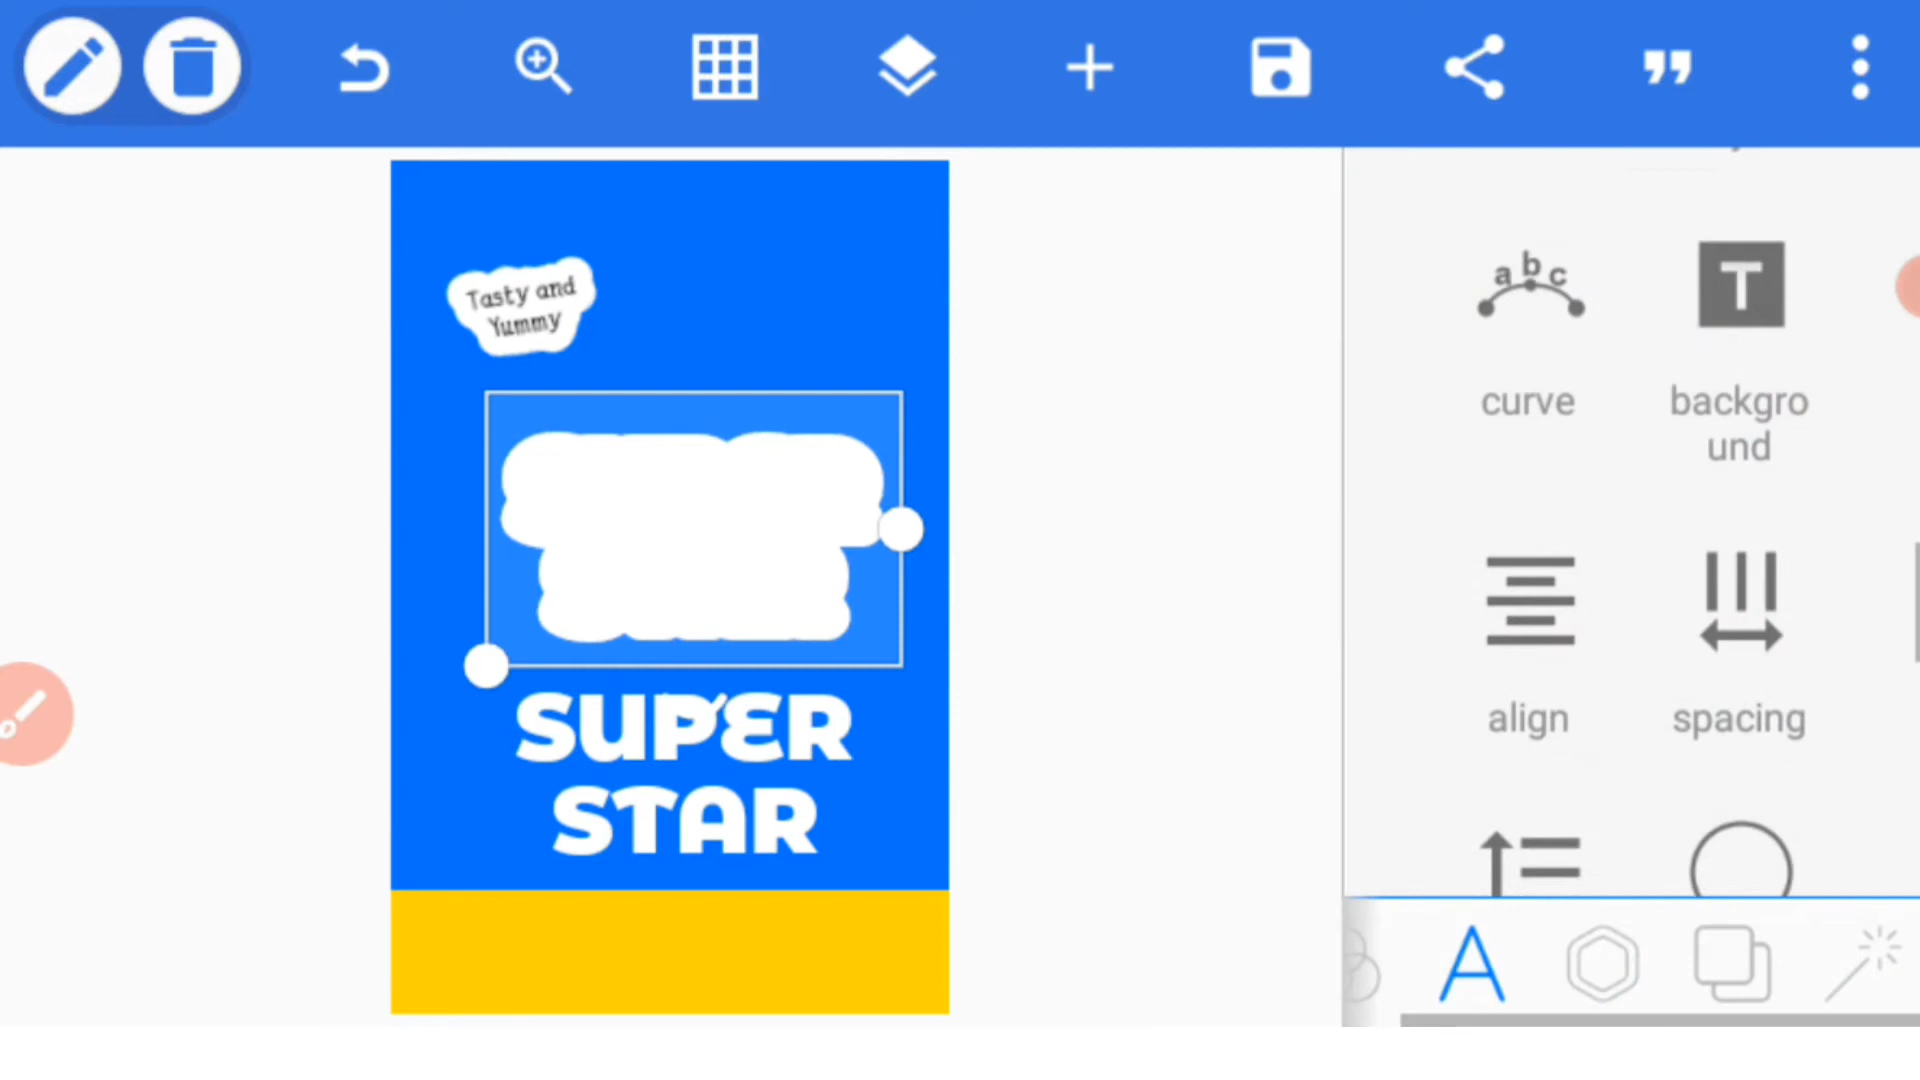 Tasty and
Yummy
SUPER
STAR
a b c
T
curve
backgro
und
align
spacing
A